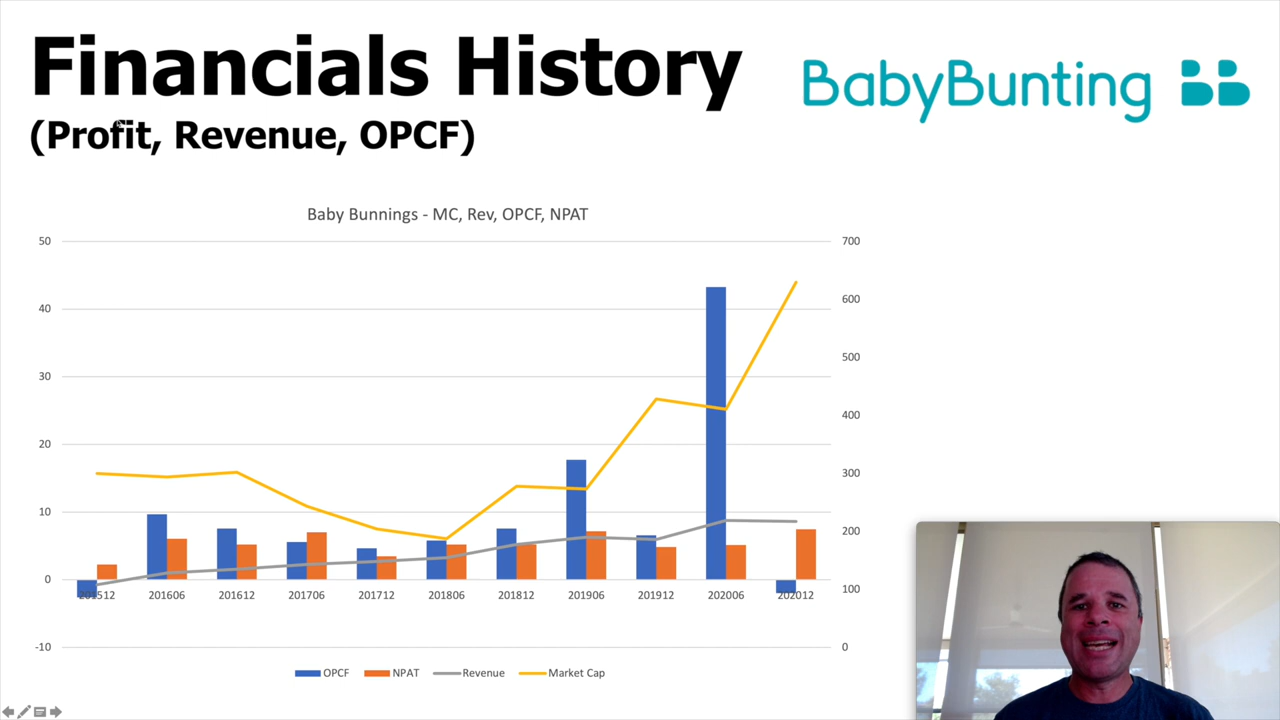 Financials History
(Profit, Revenue, OPCF)
BabyBunting BB
Baby Bunnings - MC, Rev, OPCF, NPAT
50
40
30
20
10
0
-10
700
600
500
400
300
200
100
0
201512 201606 201612 201706 201712 201806 201812 201906 201912 202006 202012
OPCF NPAT Revenue Market Cap